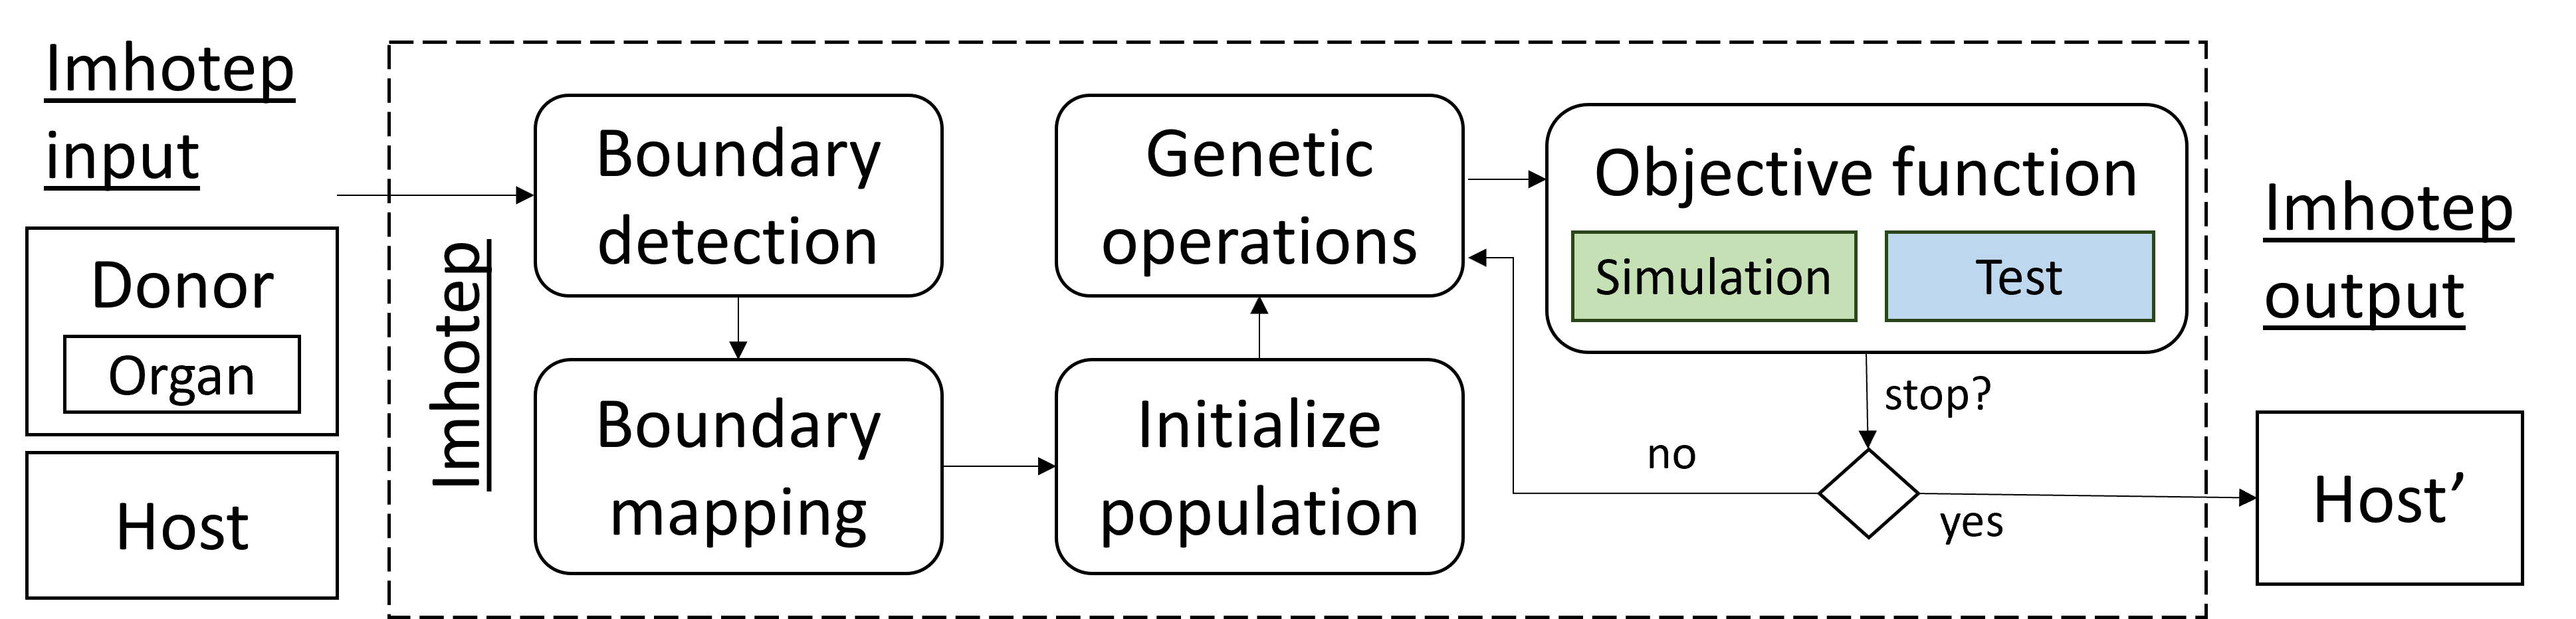 Imhotep
input
Donor
Organ
Host
Imhotep
Boundary
detection
Boundary
mapping
Genetic
operations
Initialize
population
Objective function
Simulation
Test
stop?
no
yes
Imhotep
output
Host’